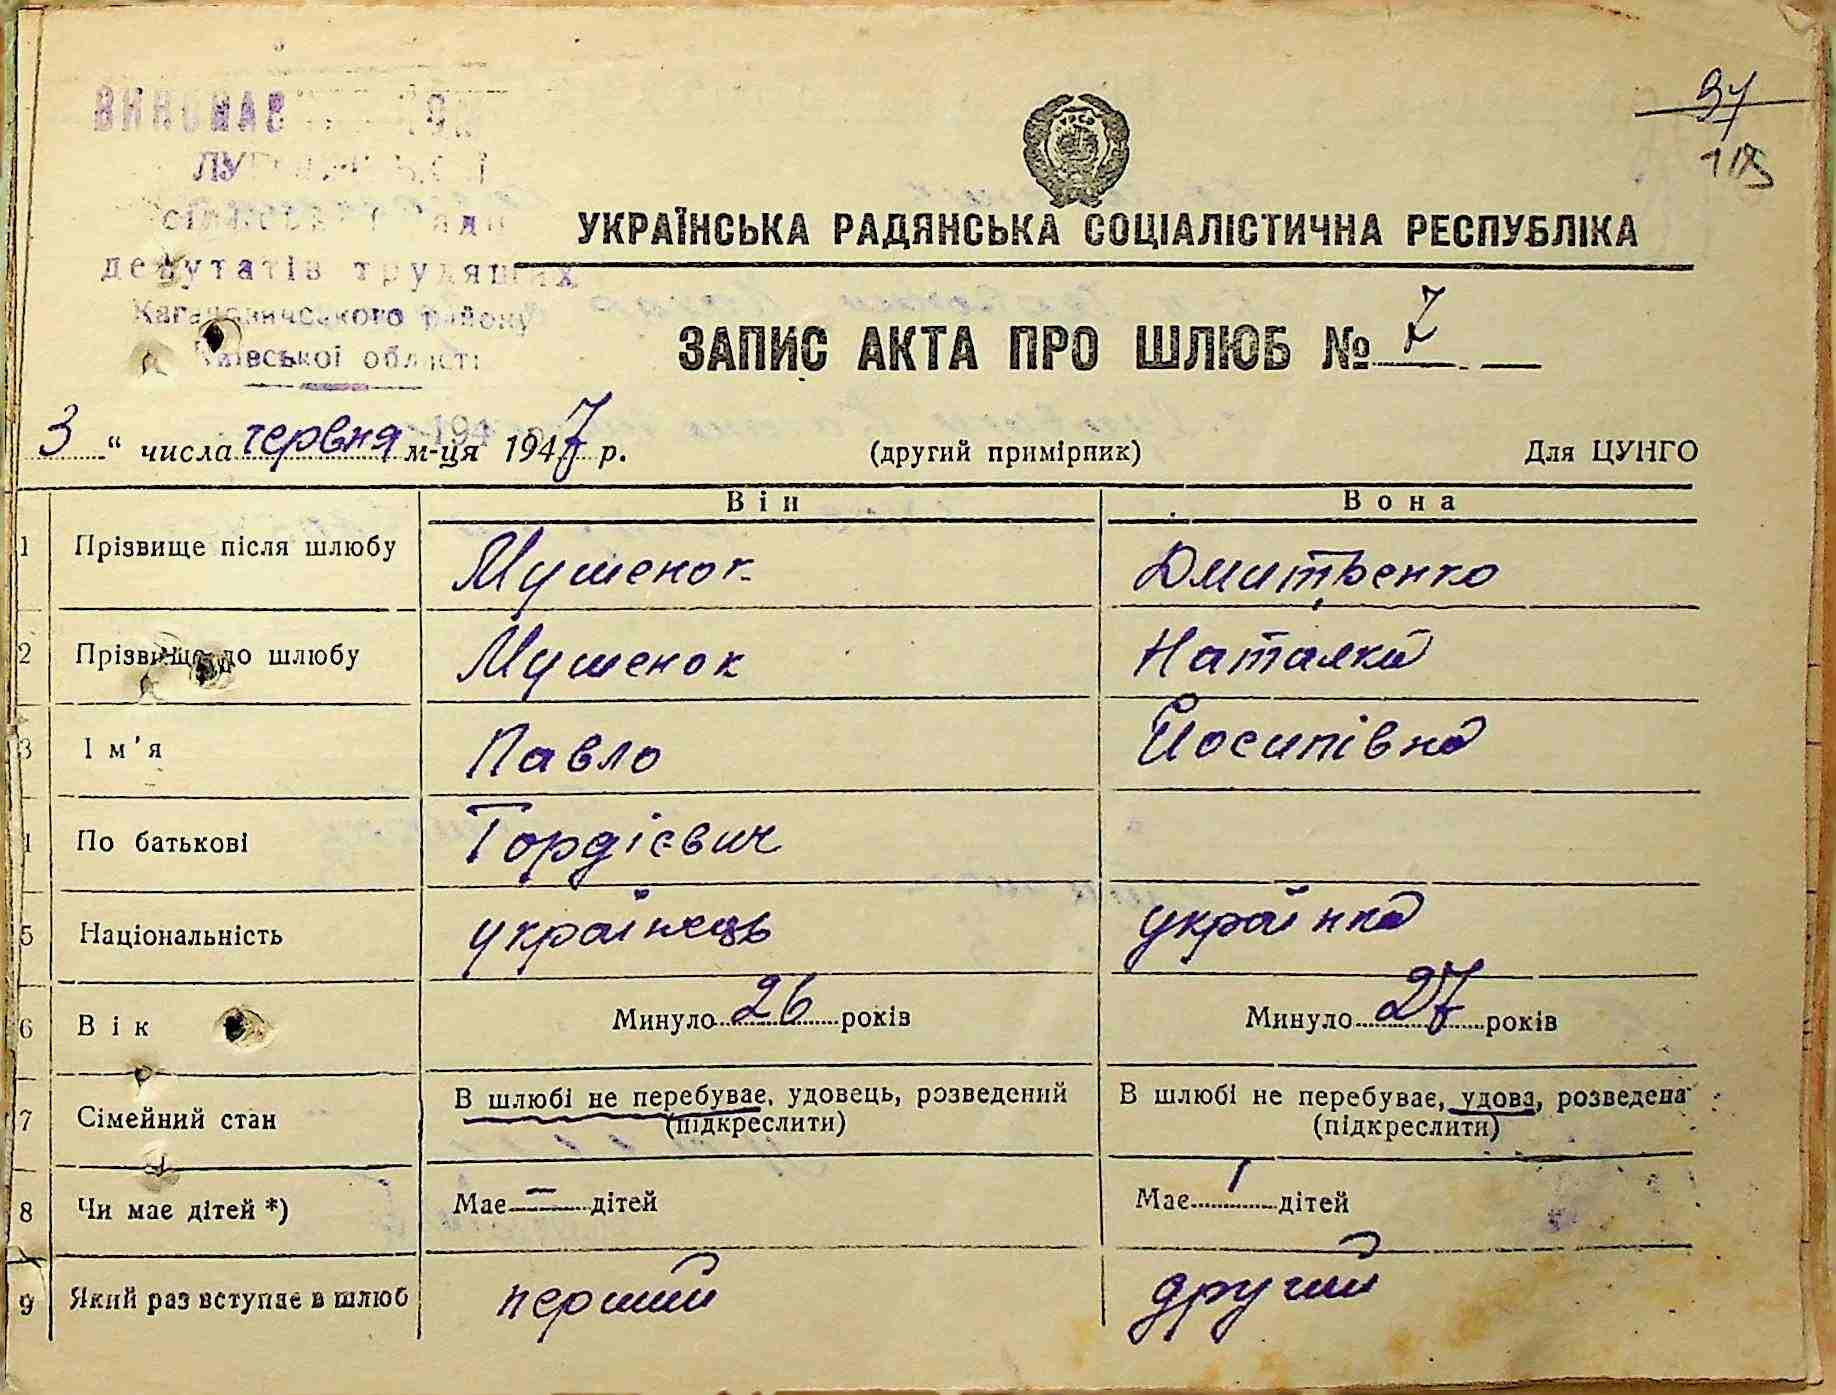 97
118
депутатів трудящих
Кагановичського району
Київської області
УКРАЇНСЬКА РАДЯНСЬКА СОЦІАЛІСТИЧНА РЕСПУБЛІКА
ЗАПИС АКТА ПРО ШЛЮБ № 7
3 " числа червня м-ця 1947 р. (другий примірник) Для ЦУНГО
Він Вона
1 Прізвище після шлюбу Мушенок Дмитренко
2 Прізвище до шлюбу Мушенок Наталка
3 Ім'я Павло Йосипівна
По батькові Гордієвич
5 Національність українець українка
6 Вік Минуло 26 років Минуло 27 років
7 Сімейний стан В шлюбі не перебуває, удовець, розведений В шлюбі не перебуває, удова, розведена
(підкреслити) (підкреслити)
8 Чи має дітей *) Має — дітей Має 1 дітей
9 Який раз вступає в шлюб перший другий